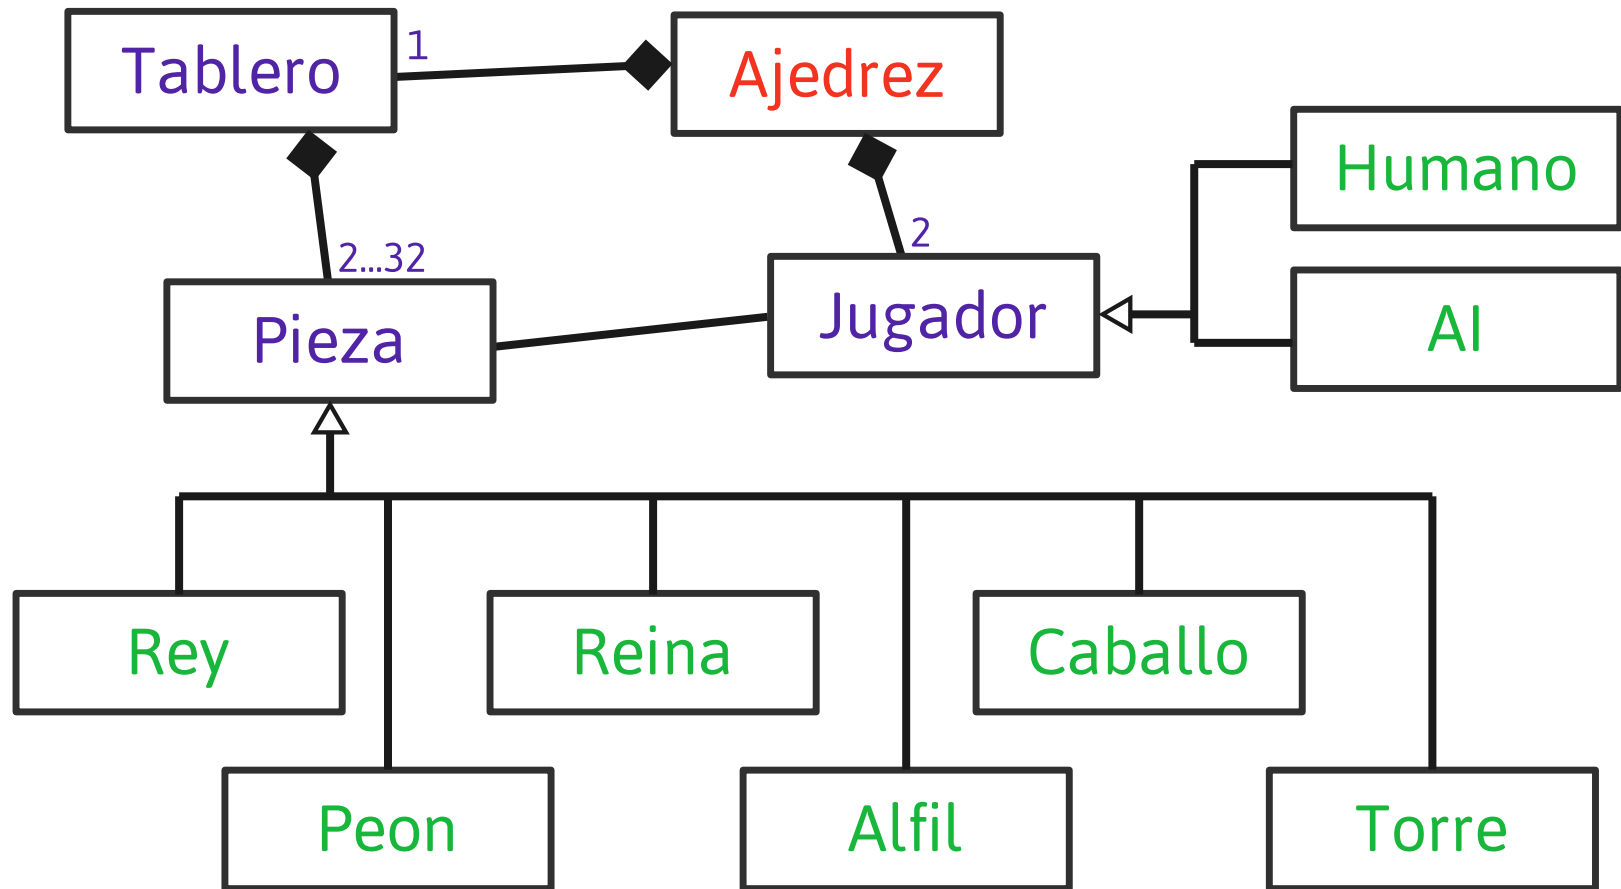 Tablero
1
Ajedrez
Humano
2
2...32
Jugador
AI
Pieza
Rey
Reina
Caballo
Peon
Alfil
Torre